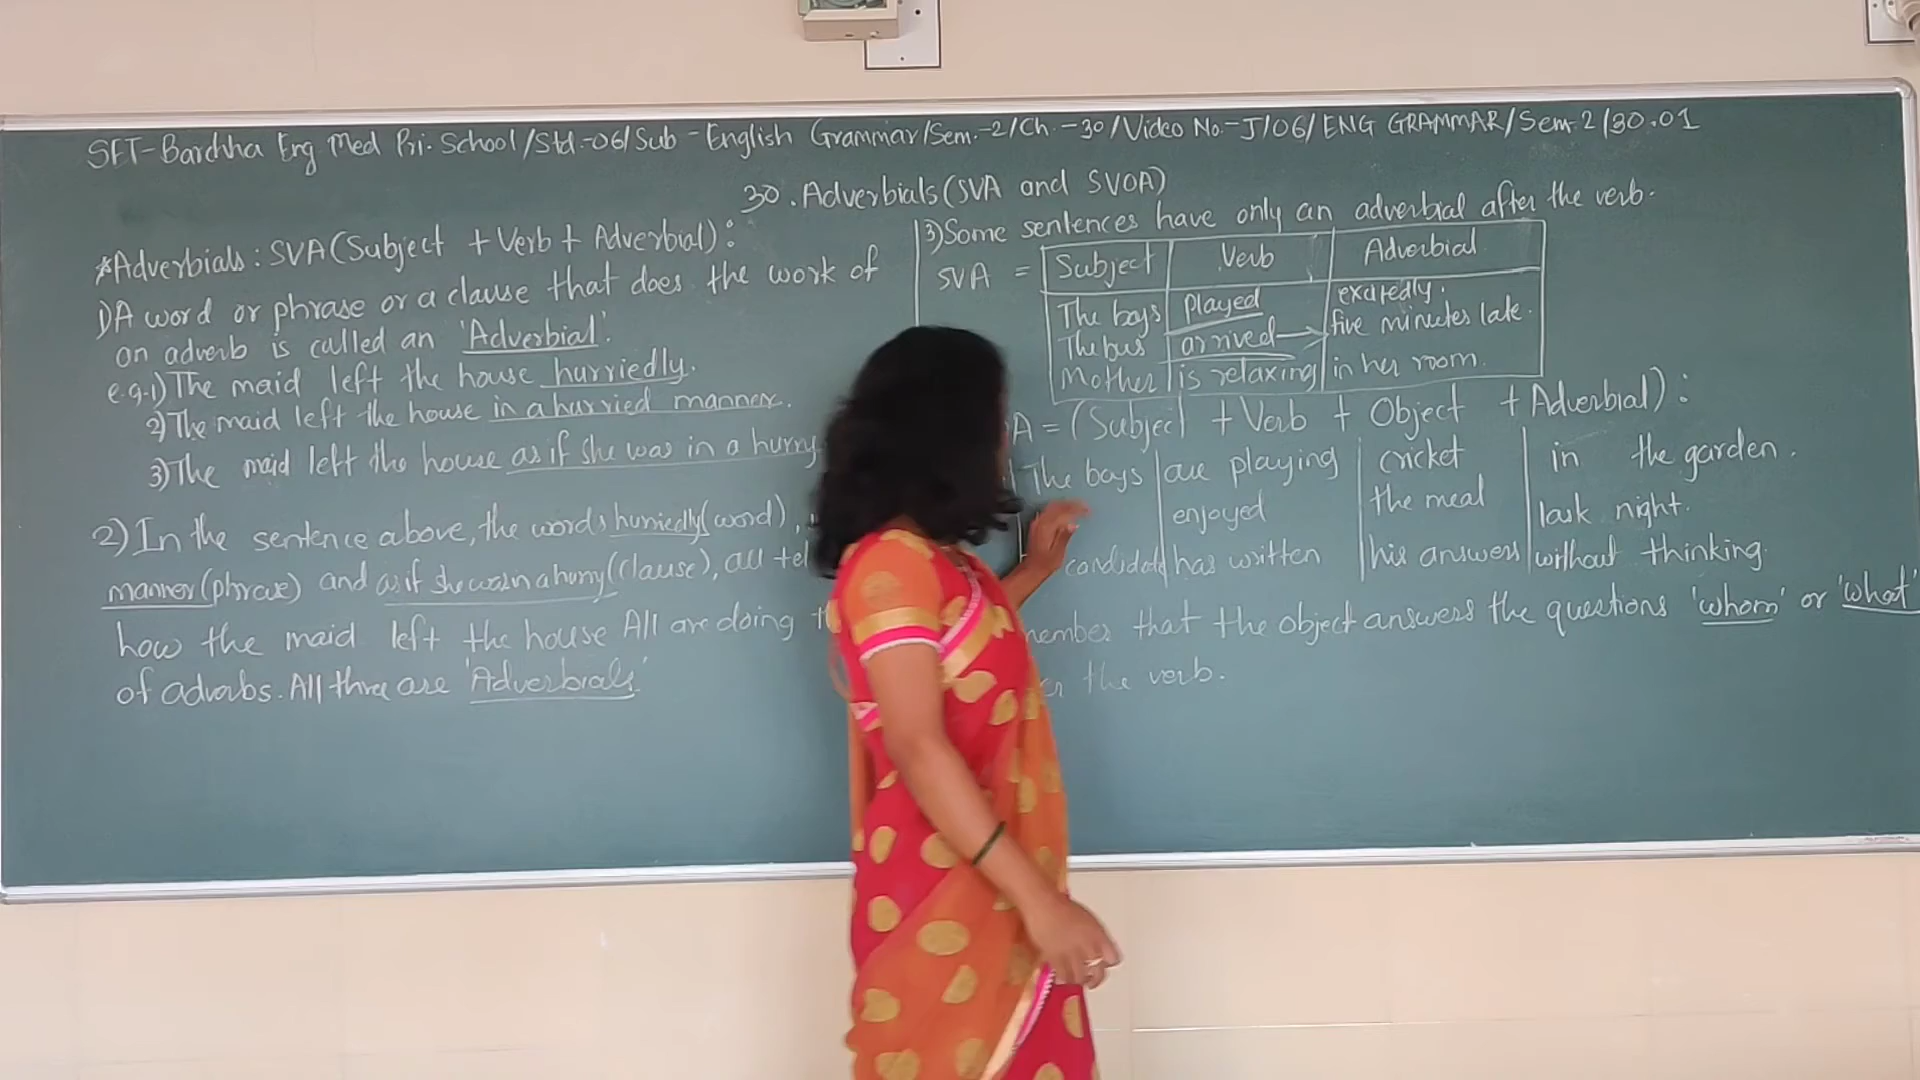 SFT-Bardhha Eng Med Pri. School/Std.-06/Sub-English Grammar/Sem.-2/Ch.-30/Video No.-J/06/ENG GRAMMAR/Sem 2/30.01
30. Adverbials (SVA and SVOA)
*Adverbials: SVA (Subject + Verb + Adverbial):
1) A word or phrase or a clause that does the work of
an adverb is called an 'Adverbial'.
e.g. 1) The maid left the house hurriedly.
2) The maid left the house in a hurried manner.
3) The maid left the house as if she was in a hurry
2) In the sentence above, the words hurriedly (word),
manner (phrase) and as if she was in a hurry (clause), all tel
how the maid left the house All are doing
of adverbs. All three are 'Adverbials'
3) Some sentences have only an adverbial after the verb.
SVA = Subject Verb Adverbial
The boys played excitedly.
The bus arrived → five minutes late.
Mother is relaxing in her room.
A = (Subject + Verb + Object + Adverbial):
The boys are playing cricket in the garden.
enjoyed the meal last night.
candidate has written his answers without thinking.
member that the object answers the questions 'whom' or 'what'
the verb.